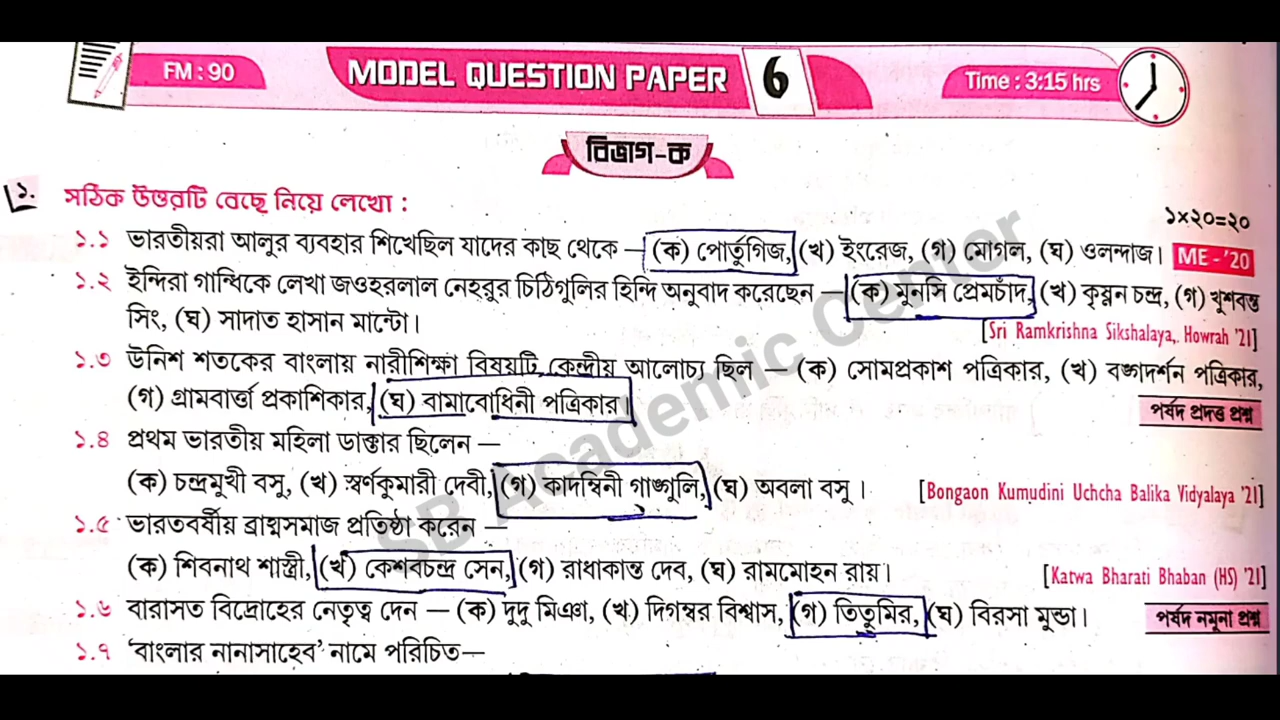 FM : 90
MODEL QUESTION PAPER 6
Time : 3:15 hrs
বিভাগ-ক
১. সঠিক উত্তরটি বেছে নিয়ে লেখো :
১×২০=২০
১.১ ভারতীয়রা আলুর ব্যবহার শিখেছিল যাদের কাছ থেকে — (ক) পোর্তুগিজ, (খ) ইংরেজ, (গ) মোগল, (ঘ) ওলন্দাজ। ME - '20
১.২ ইন্দিরা গান্ধিকে লেখা জওহরলাল নেহরুর চিঠিগুলির হিন্দি অনুবাদ করেছেন — (ক) মুনসি প্রেমচাঁদ, (খ) কৃষ্ণন চন্দ্র, (গ) খুশবন্ত
সিং, (ঘ) সাদাত হাসান মান্টো।
[Sri Ramkrishna Sikshalaya, Howrah '21]
১.৩ উনিশ শতকের বাংলায় নারীশিক্ষা বিষয়টি কেন্দ্রীয় আলোচ্য ছিল — (ক) সোমপ্রকাশ পত্রিকার, (খ) বঙ্গদর্শন পত্রিকার,
(গ) গ্রামবার্ত্তা প্রকাশিকার, (ঘ) বামাবোধিনী পত্রিকার। পর্ষদ প্রদত্ত প্রশ্ন
১.৪ প্রথম ভারতীয় মহিলা ডাক্তার ছিলেন —
(ক) চন্দ্রমুখী বসু, (খ) স্বর্ণকুমারী দেবী, (গ) কাদম্বিনী গাঙ্গুলি, (ঘ) অবলা বসু। [Bongaon Kumudini Uchcha Balika Vidyalaya '21]
১.৫ ভারতবর্ষীয় ব্রাহ্মসমাজ প্রতিষ্ঠা করেন —
(ক) শিবনাথ শাস্ত্রী, (খ) কেশবচন্দ্র সেন, (গ) রাধাকান্ত দেব, (ঘ) রামমোহন রায়। [Katwa Bharati Bhaban (HS) '21]
১.৬ বারাসত বিদ্রোহের নেতৃত্ব দেন — (ক) দুদু মিঞা, (খ) দিগম্বর বিশ্বাস, (গ) তিতুমির, (ঘ) বিরসা মুন্ডা। পর্ষদ নমুনা প্রশ্ন
১.৭ 'বাংলার নানাসাহেব' নামে পরিচিত—
SB Academic Center